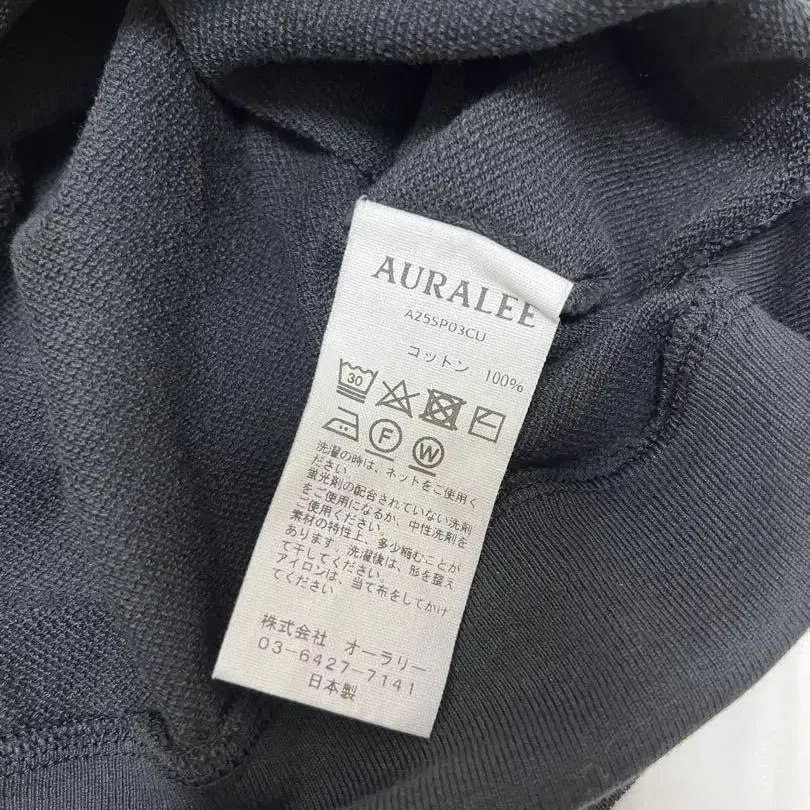 AURALEE
A25SP03CU
コットン 100%
30
F W
洗濯の時は、ネットをご使用く
ださい
蛍光剤の配合されていない洗剤
をご使用になるか、中性洗剤を
ご使用ください
素材の特性上、多少縮むことが
あります。洗濯後は、形を整え
て干してください。
アイロンは、当て布をしてかけ
てください
株式会社 オーラリー
03-6427-7141
日本製